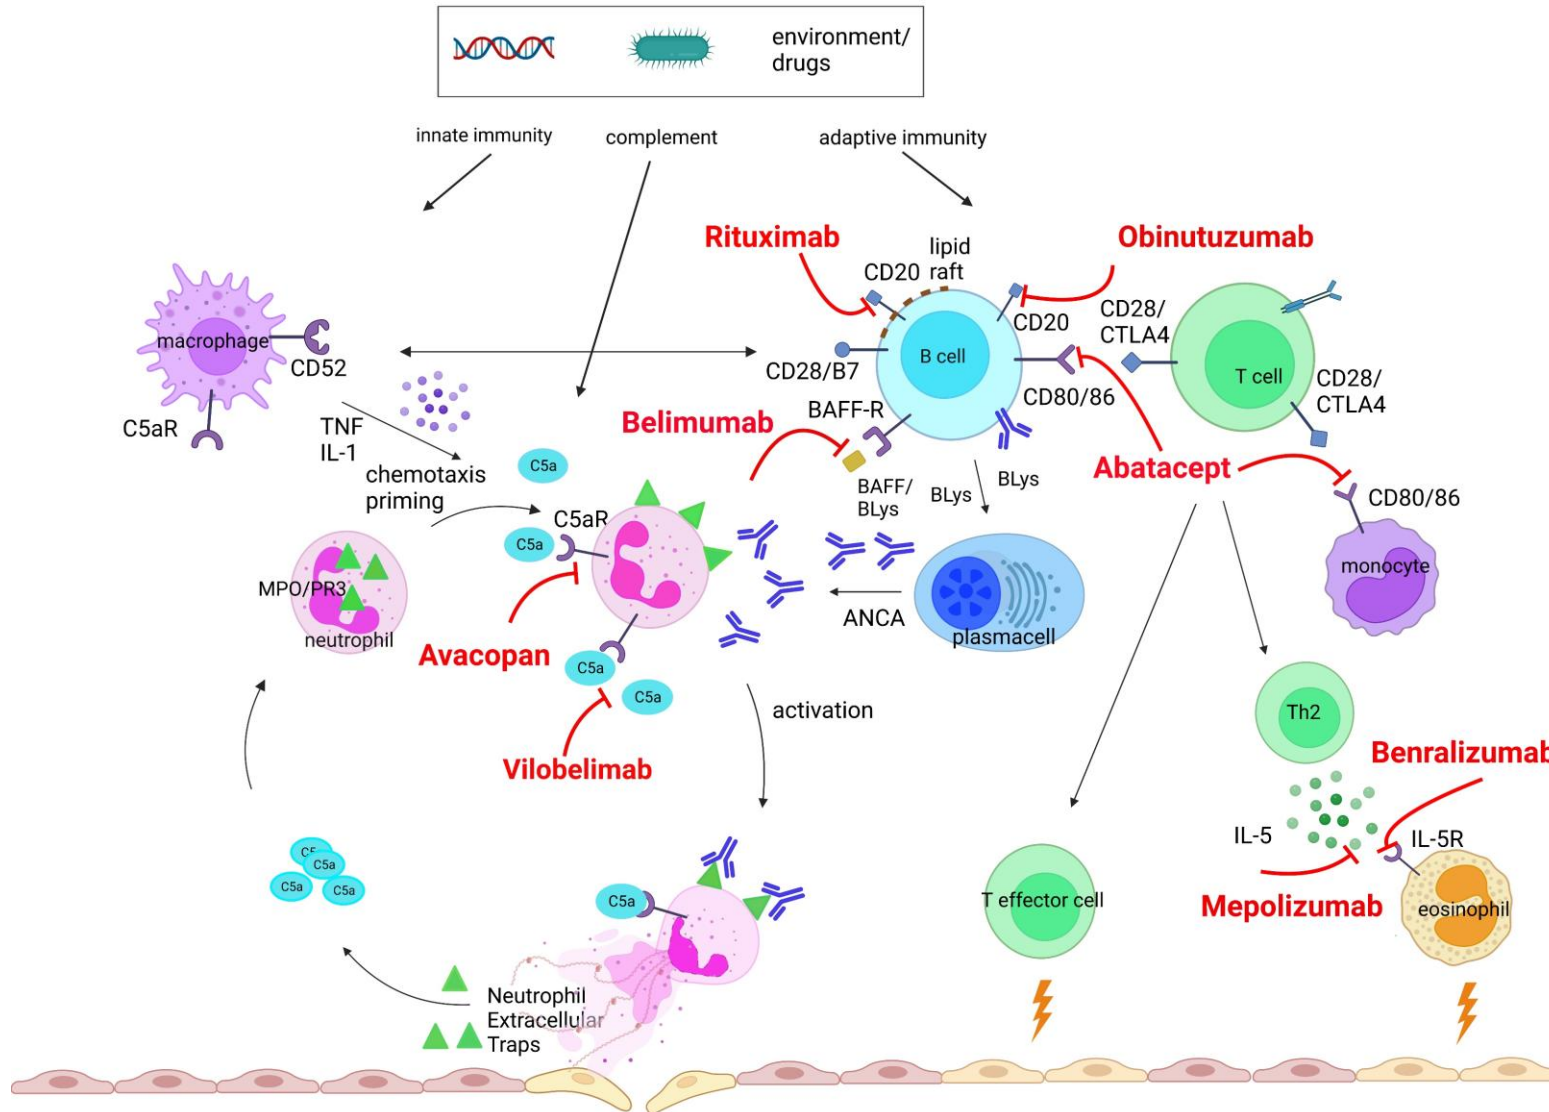 environment/
drugs
innate immunity
complement
adaptive immunity
Rituximab
lipid
raft
Obinutuzumab
CD20
CD20
CD28/
CTLA4
macrophage
CD52
B cell
CD28/B7
CD80/86
T cell
CD28/
CTLA4
C5aR
TNF
IL-1
BAFF-R
Belimumab
chemotaxis
priming
C5a
BAFF/
BLys
BLys
BLys
Abatacept
CD80/86
C5aR
C5a
MPO/PR3
neutrophil
ANCA
plasmacell
monocyte
Avacopan
C5a
C5a
activation
Th2
Vilobelimab
Benralizumab
IL-5
IL-5R
C5a
C5a
C5a
C5a
C5a
T effector cell
Mepolizumab
eosinophil
Neutrophil
Extracellular
Traps